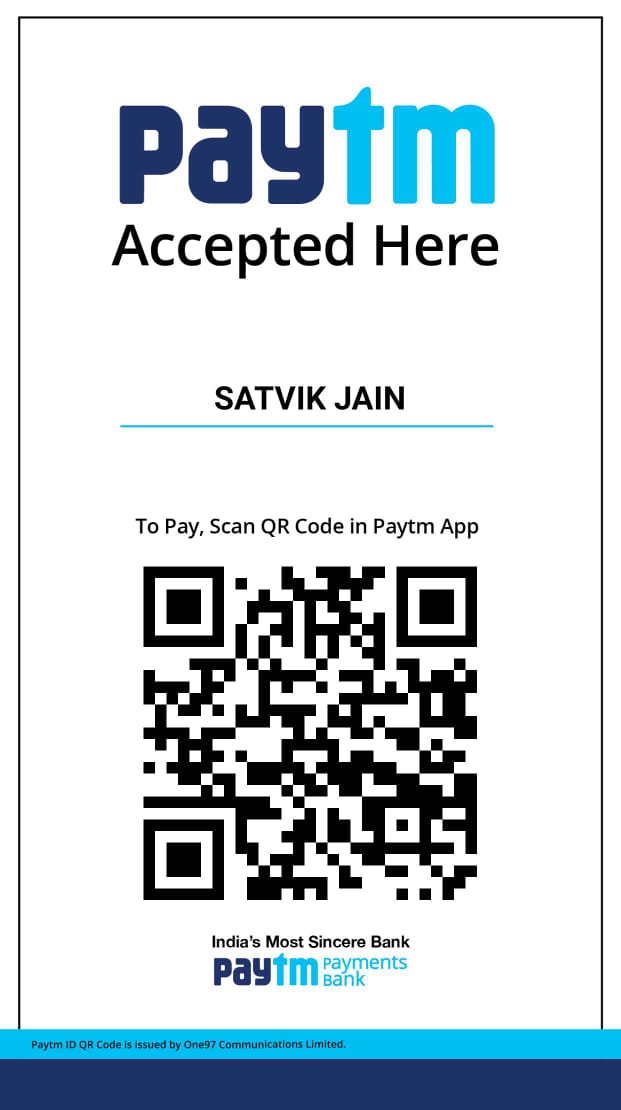 paytm
Accepted Here
SATVIK JAIN
To Pay, Scan QR Code in Paytm App
India's Most Sincere Bank
paytm Payments
Bank
Paytm ID QR Code is issued by One97 Communications Limited.